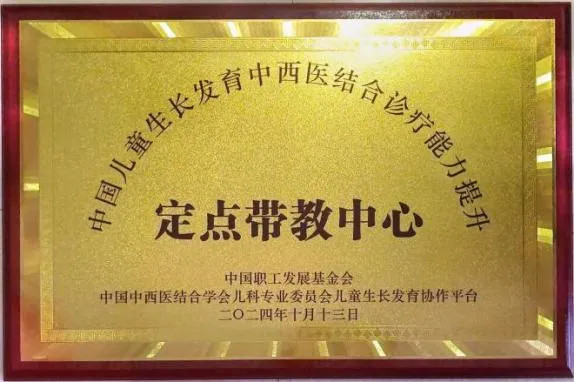 中国儿童生长发育中西医结合诊疗能力提升
定点带教中心
中国职工发展基金会
中国中西医结合学会儿科专业委员会儿童生长发育协作平台
二〇二四年十月十三日